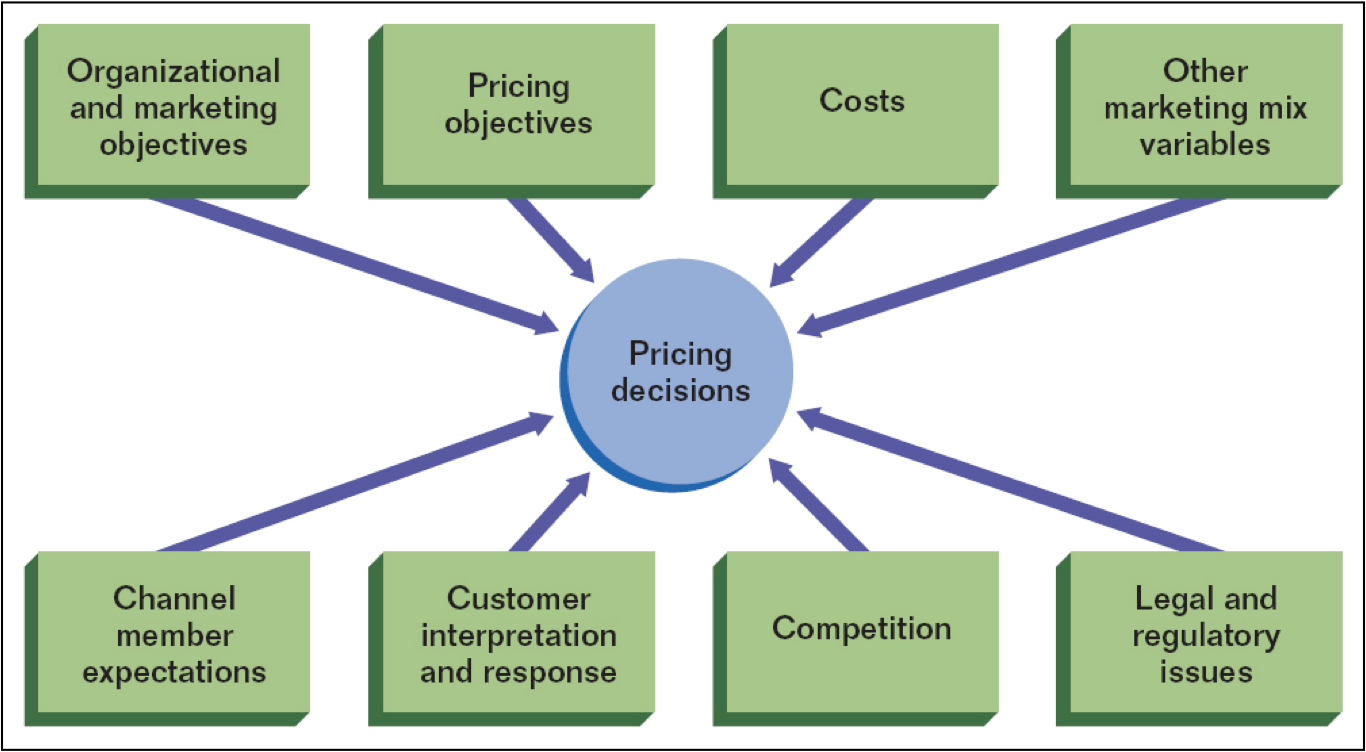 Organizational
and marketing
objectives
Pricing
objectives
Costs
Other
marketing mix
variables
Pricing
decisions
Channel
member
expectations
Customer
interpretation
and response
Competition
Legal and
regulatory
issues